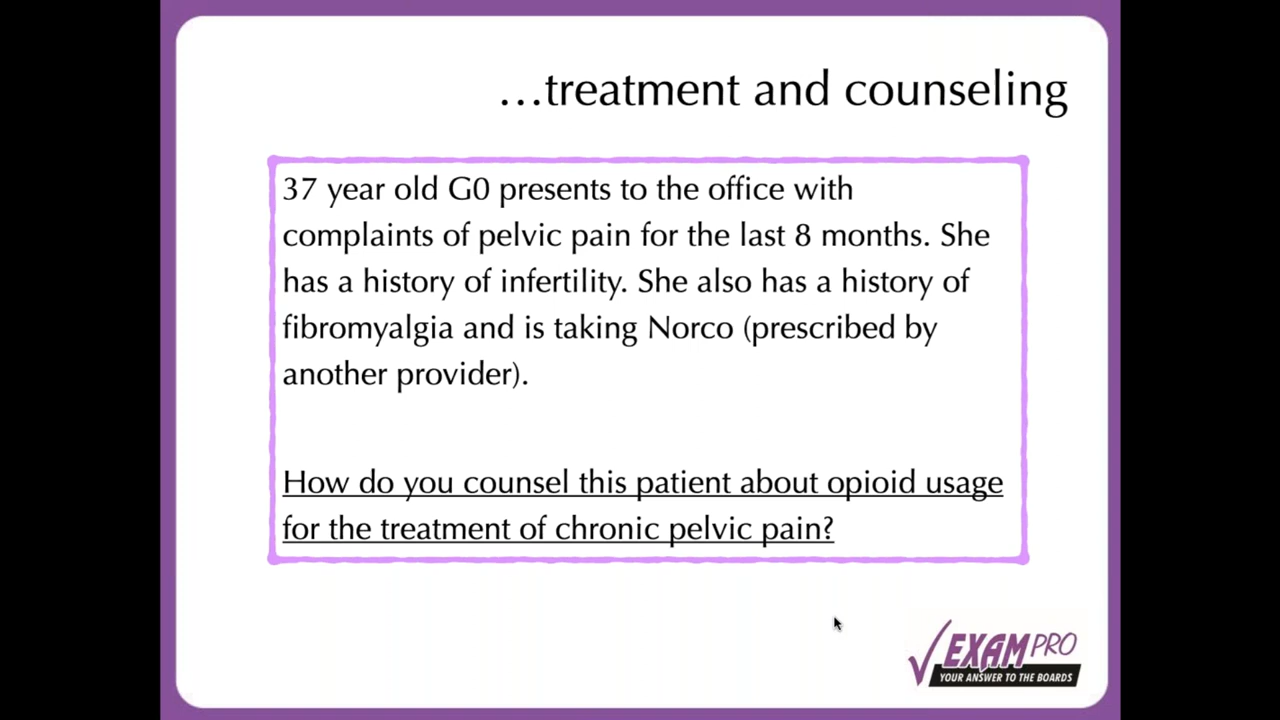 ...treatment and counseling
37 year old G0 presents to the office with
complaints of pelvic pain for the last 8 months. She
has a history of infertility. She also has a history of
fibromyalgia and is taking Norco (prescribed by
another provider).
How do you counsel this patient about opioid usage
for the treatment of chronic pelvic pain?
EXAM PRO
YOUR ANSWER TO THE BOARDS